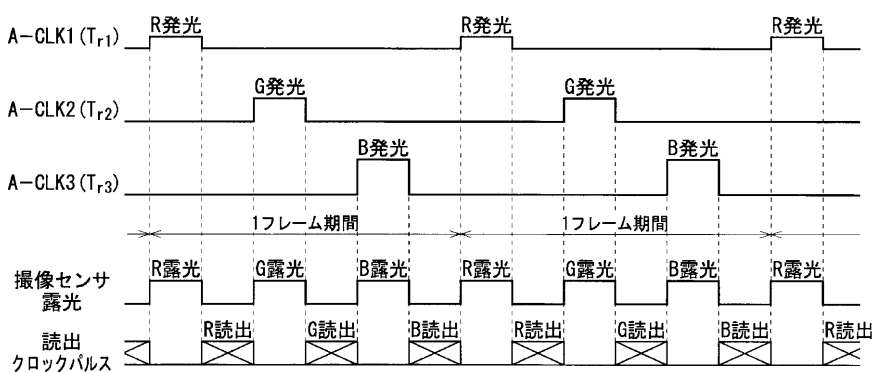 R発光 R発光 R発光
A−CLK1(Tr1)
G発光 G発光
A−CLK2(Tr2)
B発光 B発光
A−CLK3(Tr3)
1フレーム期間 1フレーム期間
R露光 G露光 B露光 R露光 G露光 B露光 R露光
撮像センサ
露光
R読出 G読出 B読出 R読出 G読出 B読出 R読出
読出
クロックパルス